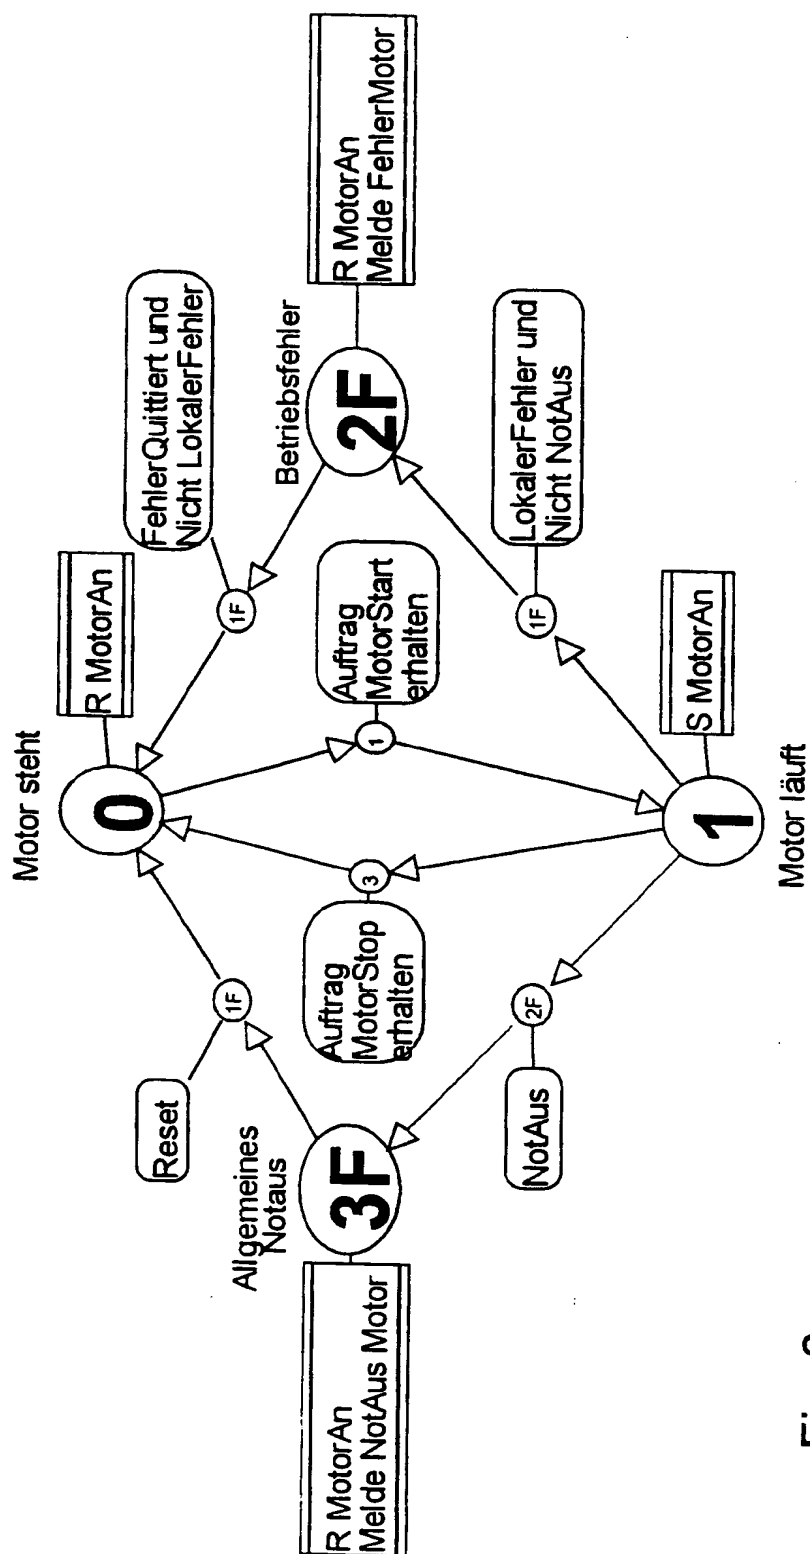 Motor steht
0
R MotorAn
Reset
1F
1F
FehlerQuittiert und
Nicht LokalerFehler
Allgemeines
Notaus
3F
R MotorAn
Melde NotAus Motor
Auftrag
MotorStop
erhalten
3
1
Auftrag
MotorStart
erhalten
Betriebsfehler
2F
R MotorAn
Melde FehlerMotor
NotAus
2F
1F
LokalerFehler und
Nicht NotAus
1
S MotorAn
Motor läuft